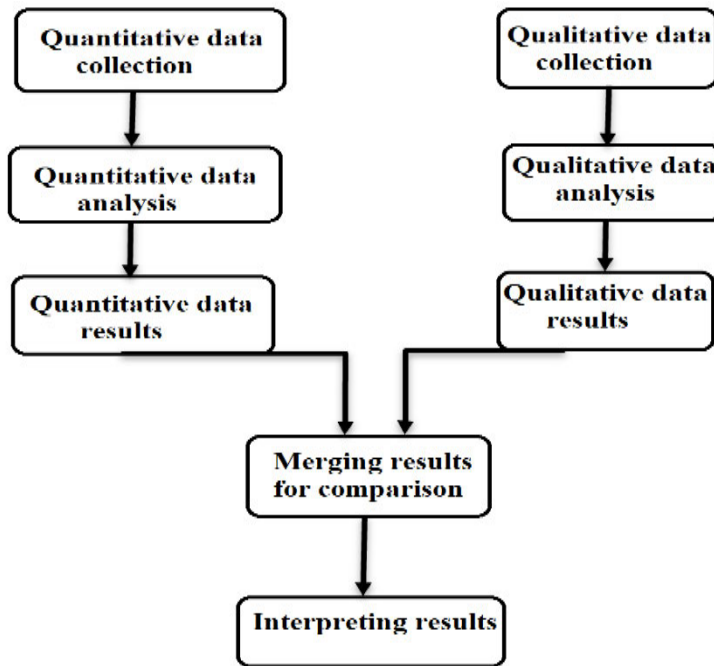 Quantitative data
collection
Qualitative data
collection
Quantitative data
analysis
Qualitative data
analysis
Quantitative data
results
Qualitative data
results
Merging results
for comparison
Interpreting results